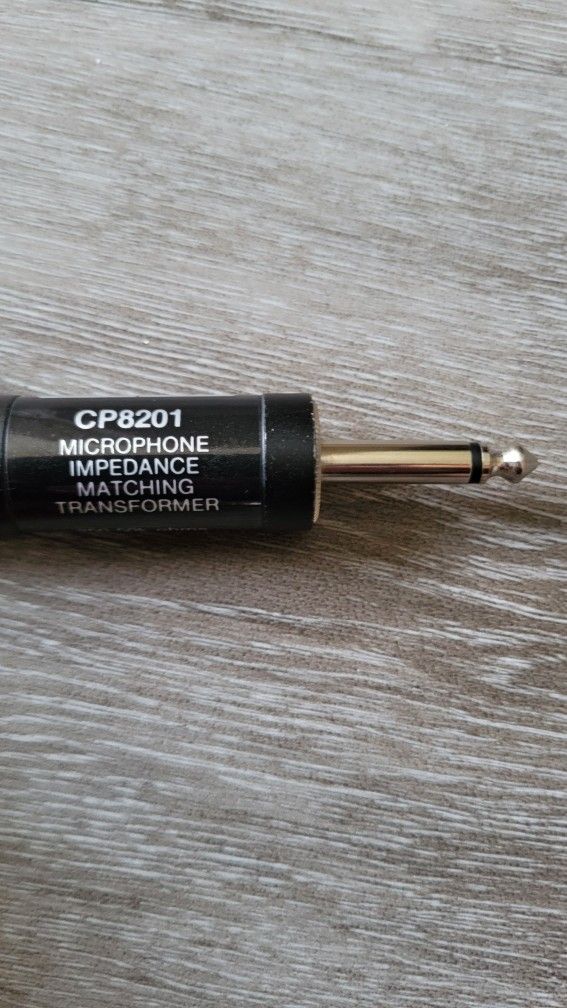 CP8201
MICROPHONE
IMPEDANCE
MATCHING
TRANSFORMER